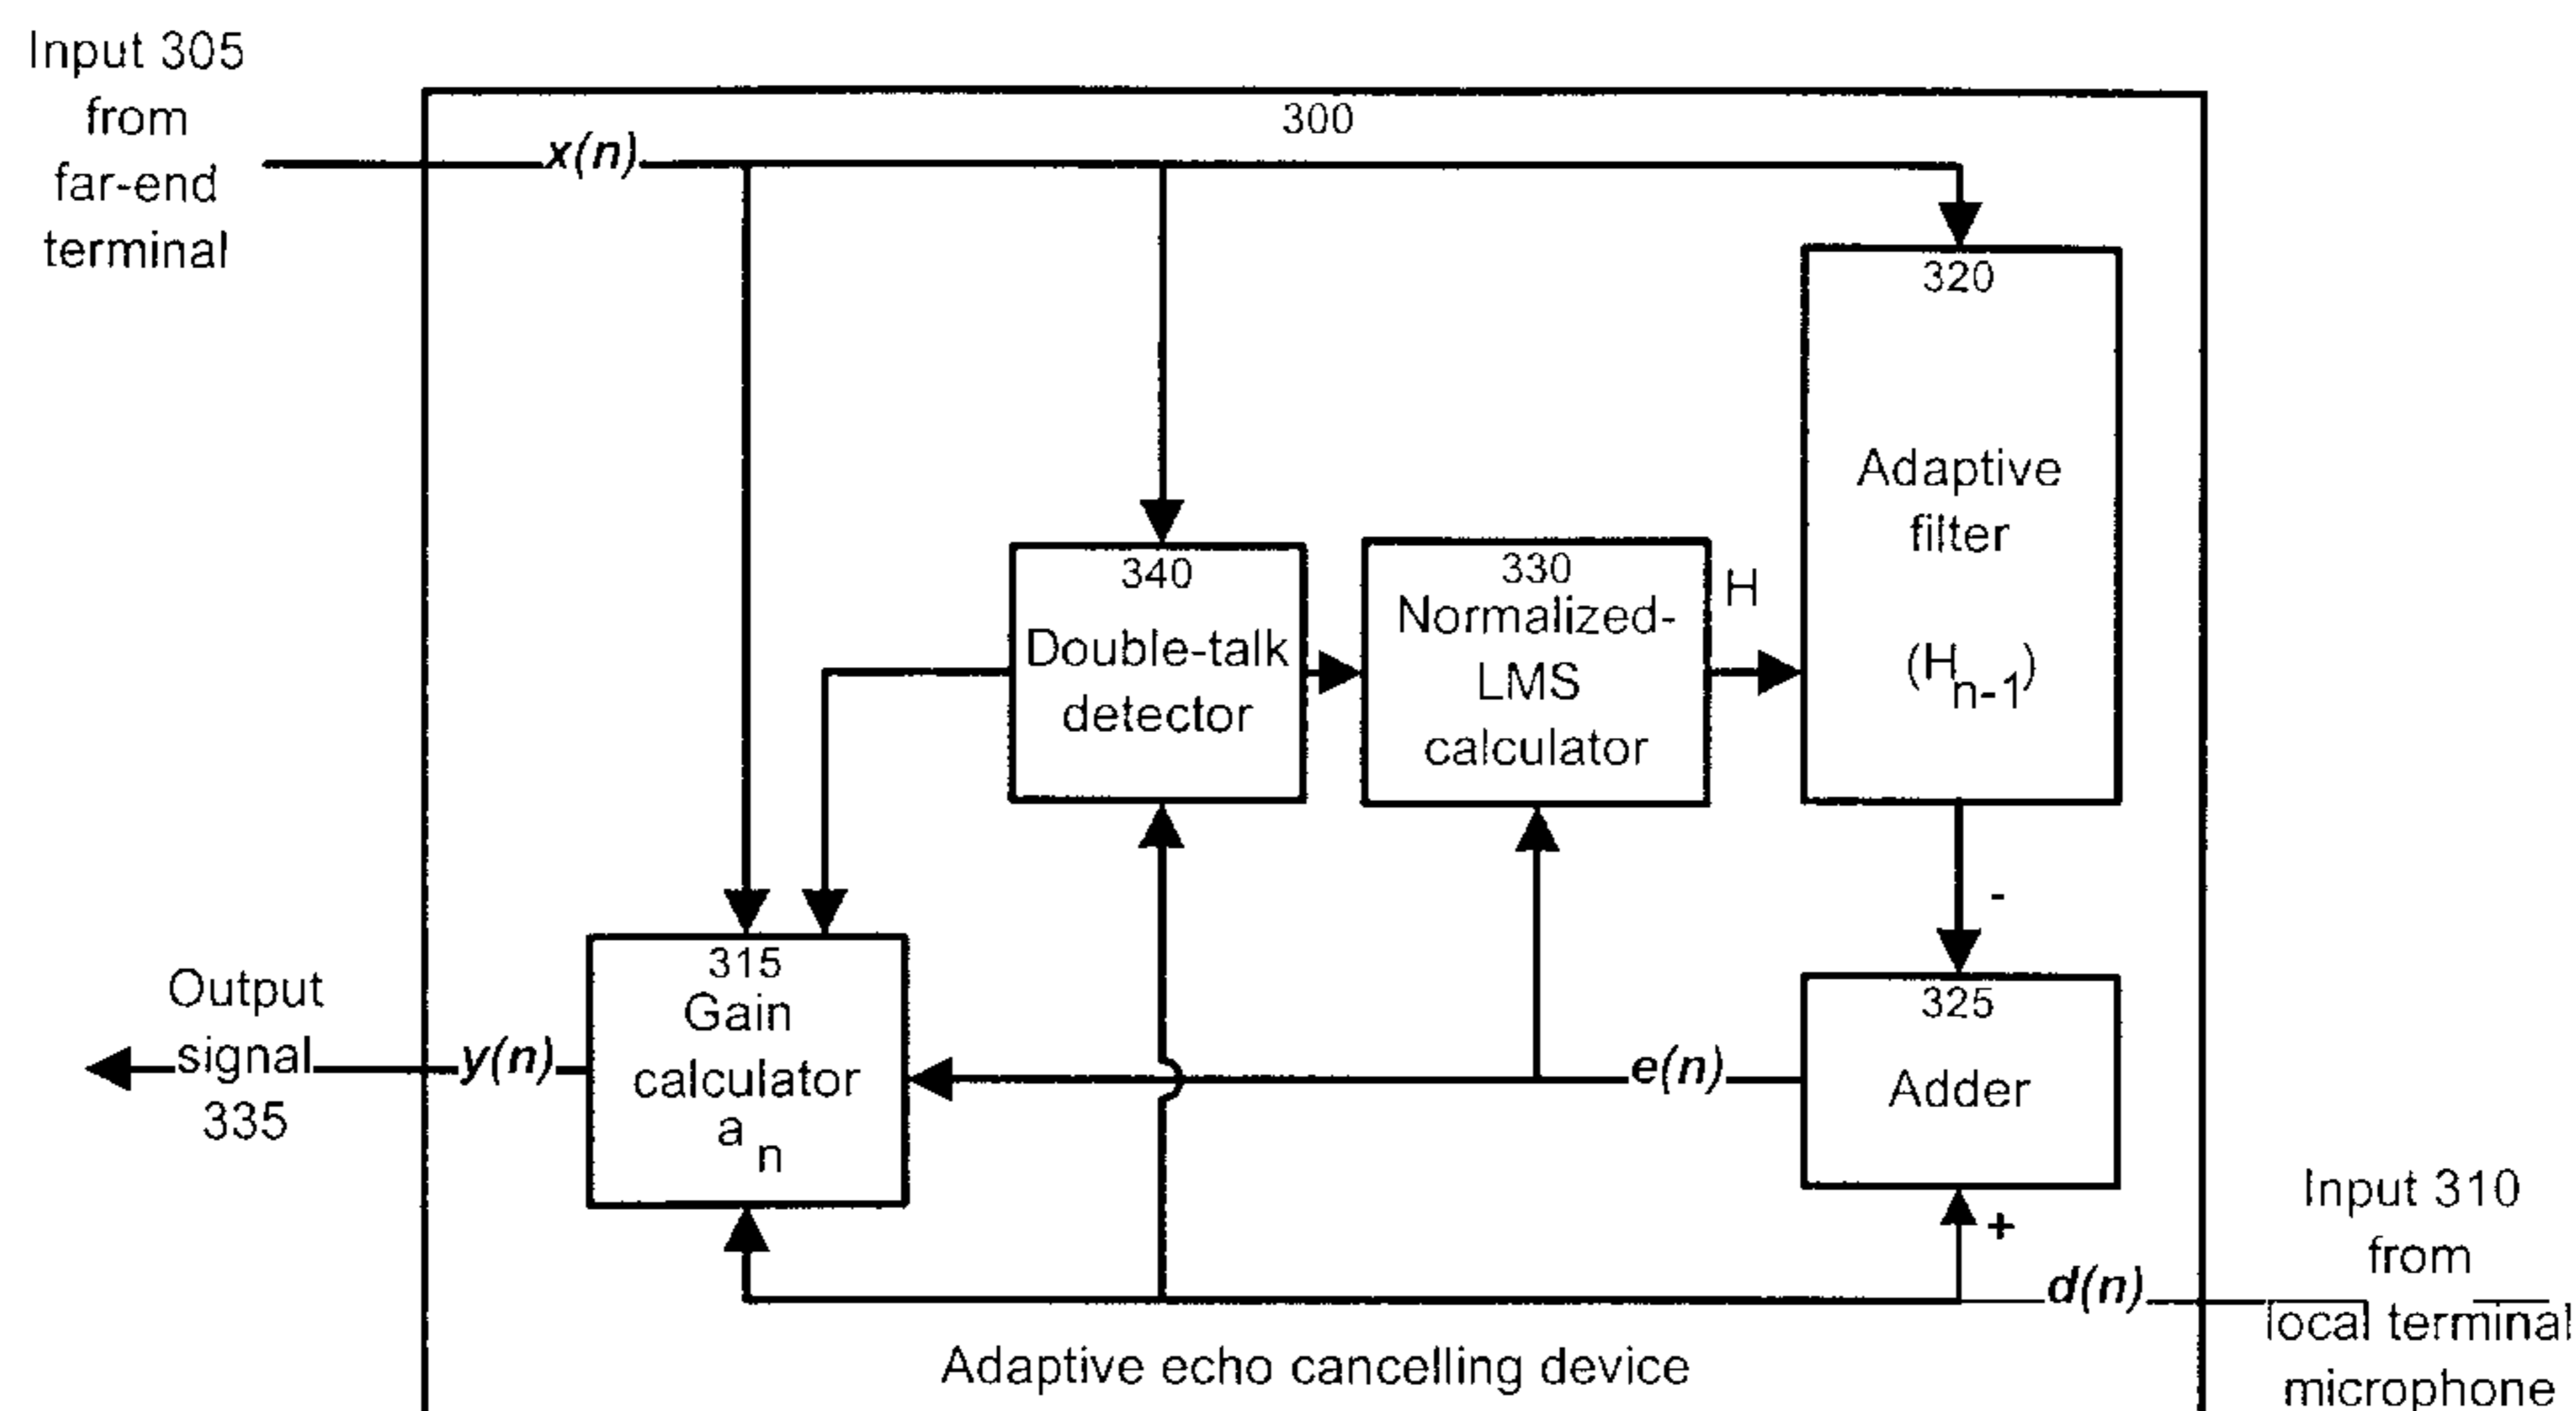 Input 305
from
far-end
terminal
300
x(n)
320
Adaptive
filter
(Hn-1)
340
Double-talk
detector
330
Normalized-
LMS
calculator
H
-
315
Gain
calculator
a n
325
Adder
e(n)
Output
signal
335
y(n)
+
d(n)
Input 310
from
local terminal
microphone
Adaptive echo cancelling device